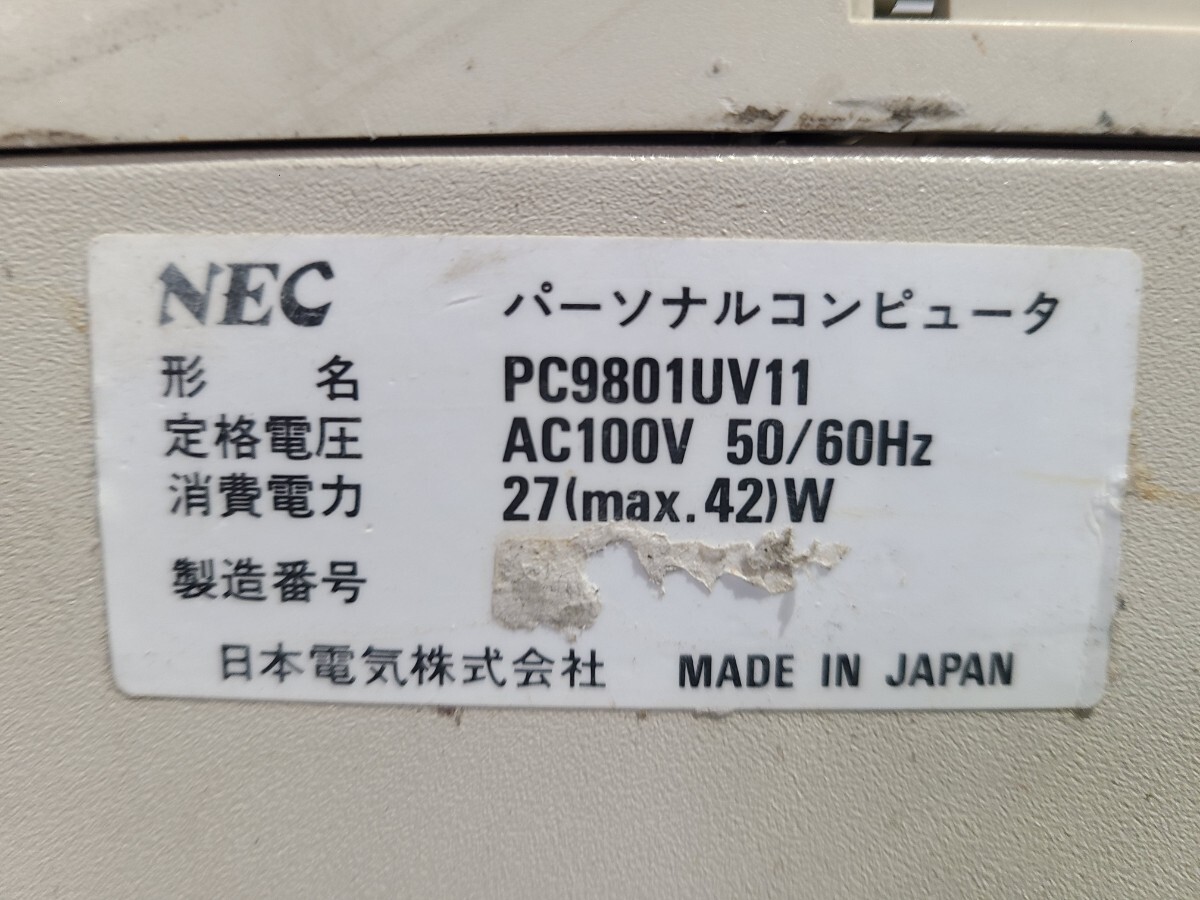 NEC パーソナルコンピュータ
形名 PC9801UV11
定格電圧 AC100V 50/60Hz
消費電力 27(max.42)W
製造番号
日本電気株式会社 MADE IN JAPAN